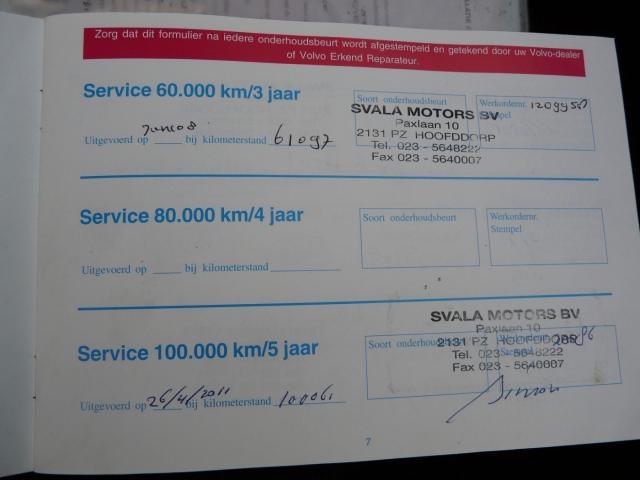 Zorg dat dit formulier na iedere onderhoudsbeurt wordt afgestempeld en getekend door uw Volvo-dealer
of Volvo Erkend Reparateur.
Service 60.000 km/3 jaar
Soort onderhoudsbeurt
Werkordernr.
Stempel
SVALA MOTORS BV
Paxlaan 10
2131 PZ HOOFDDORP
Tel. 023 - 5648222
Fax 023 - 5640007
Uitgevoerd op bij kilometerstand 61097
Service 80.000 km/4 jaar
Soort onderhoudsbeurt
Werkordernr.
Stempel
Uitgevoerd op bij kilometerstand
Service 100.000 km/5 jaar
SVALA MOTORS BV
Paxlaan 10
2131 PZ HOOFDDORP
Tel. 023 - 5648222
Fax 023 - 5640007
Soort onderhoudsbeurt
Werkordernr.
Stempel
Uitgevoerd op 26/4/2011 bij kilometerstand 100061
7